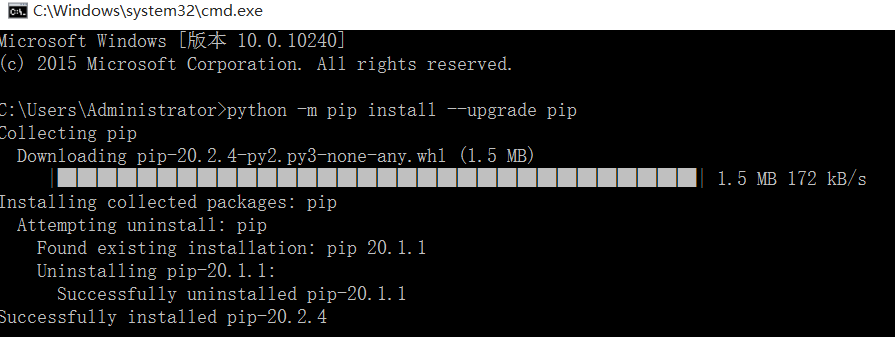 C:\Windows\system32\cmd.exe
Microsoft Windows [版本 10.0.10240]
(c) 2015 Microsoft Corporation. All rights reserved.
C:\Users\Administrator>python -m pip install --upgrade pip
Collecting pip
Downloading pip-20.2.4-py2.py3-none-any.whl (1.5 MB)
1.5 MB 172 kB/s
Installing collected packages: pip
Attempting uninstall: pip
Found existing installation: pip 20.1.1
Uninstalling pip-20.1.1:
Successfully uninstalled pip-20.1.1
Successfully installed pip-20.2.4